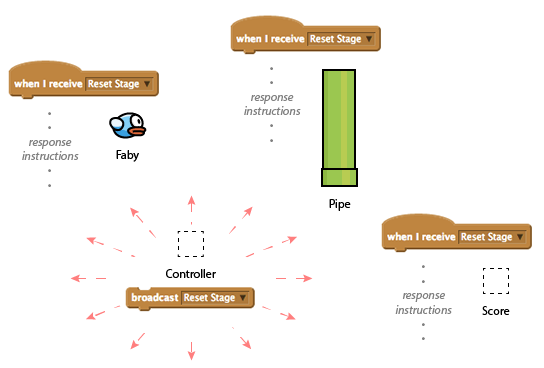 when I receive Reset Stage
response
instructions
Pipe
when I receive Reset Stage
response
instructions
Faby
Controller
broadcast Reset Stage
when I receive Reset Stage
response
instructions
Score